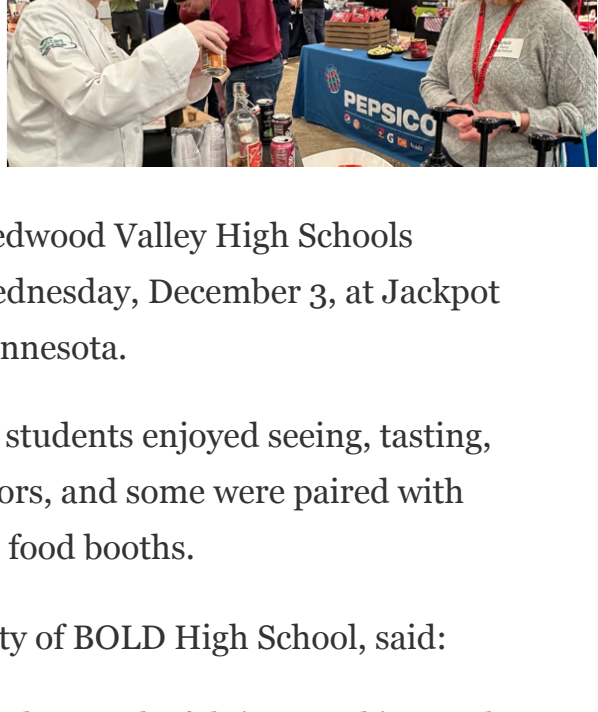 PEPSICO
edwood Valley High Schools
ednesday, December 3, at Jackpot
nnesota.
students enjoyed seeing, tasting,
ors, and some were paired with
food booths.
ty of BOLD High School, said: